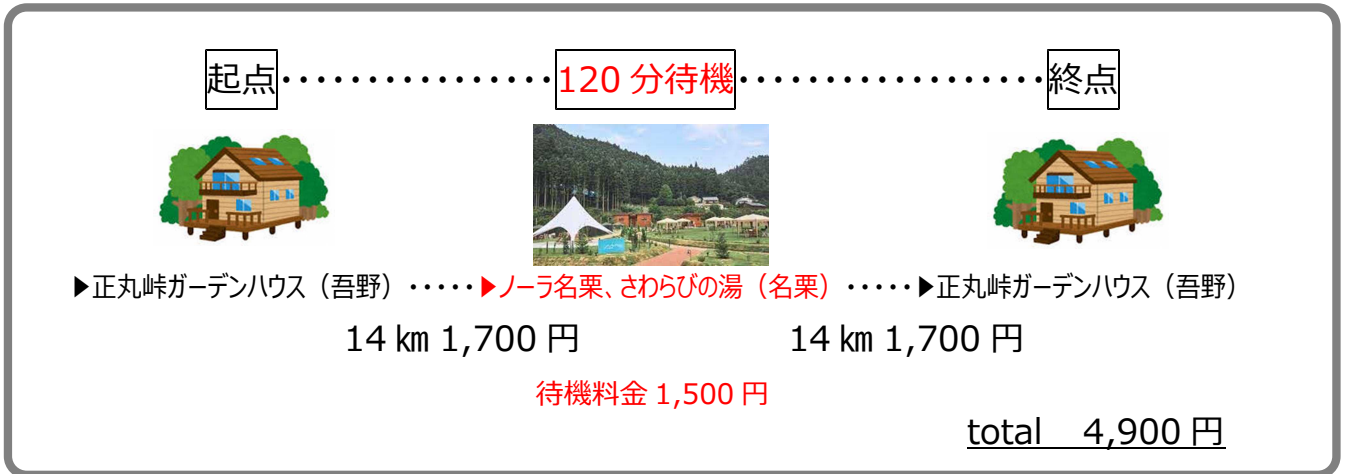 起点・・・・・・・・・・・・・・・・120 分待機・・・・・・・・・・・・・・・・・・終点
▶正丸峠ガーデンハウス（吾野）・・・・・▶ノーラ名栗、さわらびの湯（名栗）・・・・・▶正丸峠ガーデンハウス（吾野）
14 ㎞ 1,700 円 14 ㎞ 1,700 円
待機料金 1,500 円
total 4,900 円